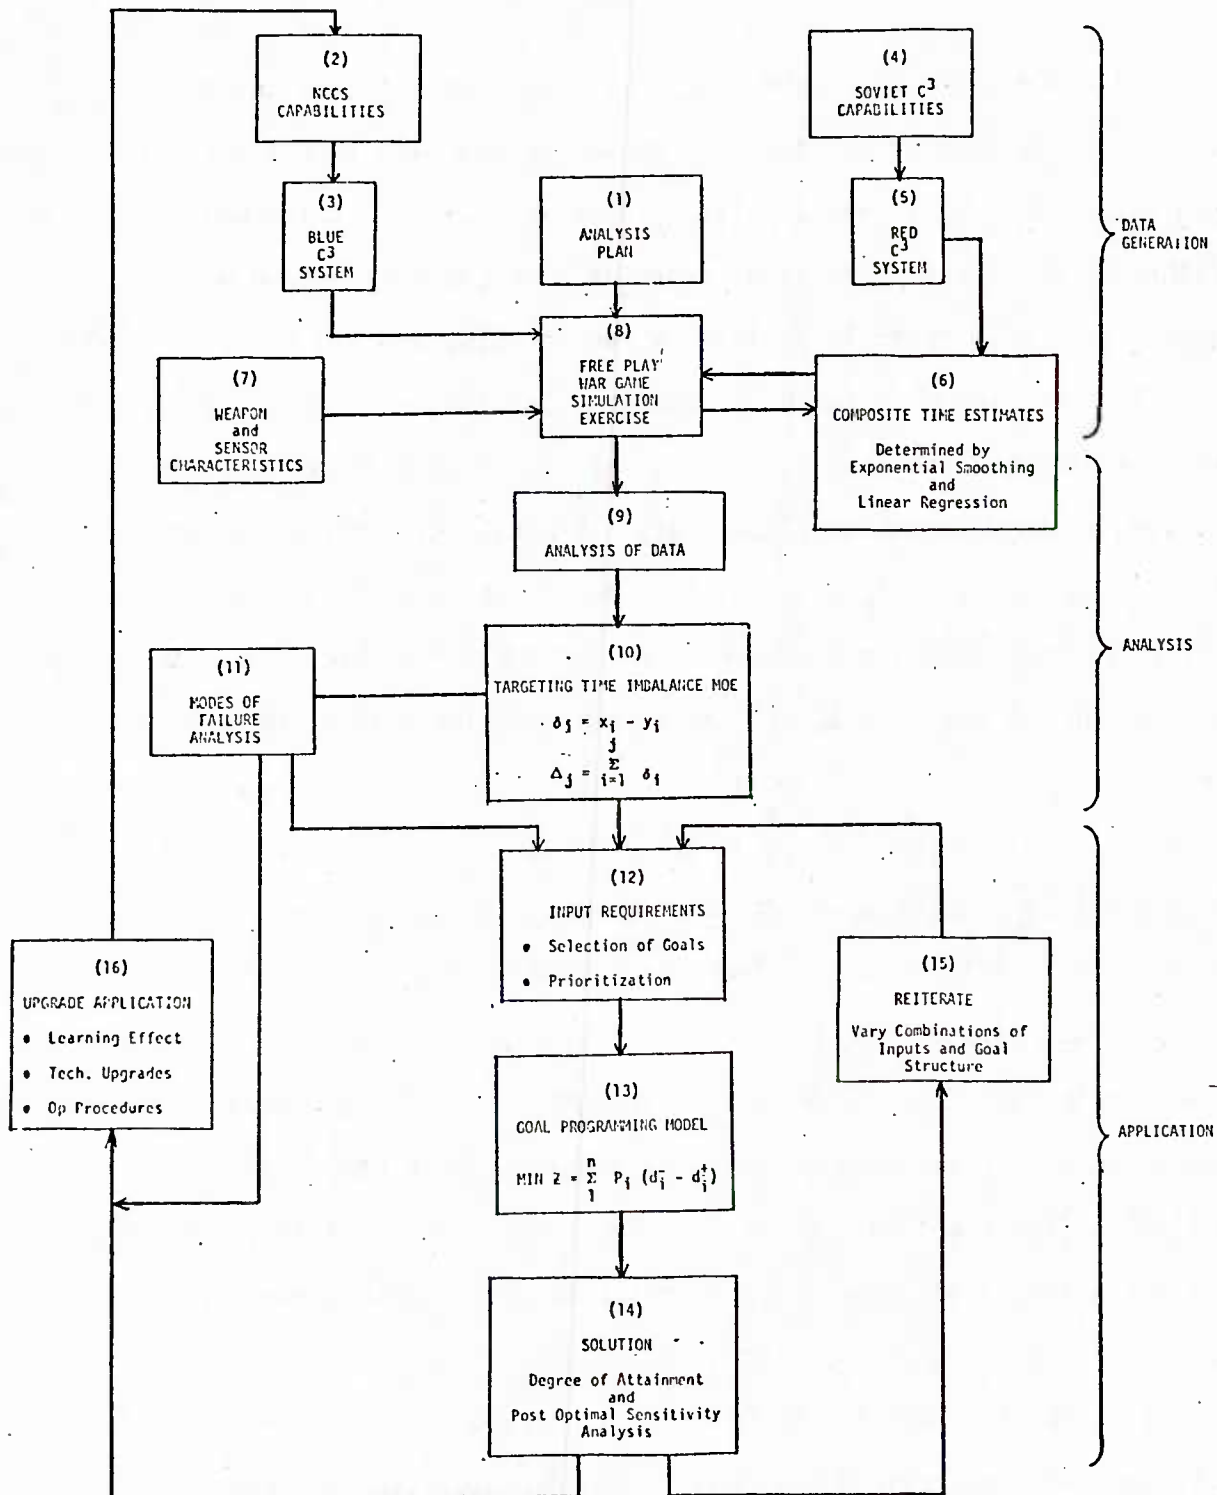 (2)
NCCS
CAPABILITIES
(4)
SOVIET C3
CAPABILITIES
(3)
BLUE
C3
SYSTEM
(1)
ANALYSIS
PLAN
(5)
RED
C3
SYSTEM
DATA
GENERATION
(7)
WEAPON
and
SENSOR
CHARACTERISTICS
(8)
FREE PLAY
WAR GAME
SIMULATION
EXERCISE
(6)
COMPOSITE TIME ESTIMATES
Determined by
Exponential Smoothing
and
Linear Regression
(9)
ANALYSIS OF DATA
(11)
MODES OF
FAILURE
ANALYSIS
(10)
TARGETING TIME IMBALANCE MOE
δi = xi - yi
Δj = j Σ i=1 δi
ANALYSIS
(12)
INPUT REQUIREMENTS
• Selection of Goals
• Prioritization
(16)
UPGRADE APPLICATION
• Learning Effect
• Tech. Upgrades
• Op Procedures
(15)
REITERATE
Vary Combinations of
Inputs and Goal
Structure
(13)
GOAL PROGRAMMING MODEL
MIN Z = n Σ 1 Pi (di- - di+)
APPLICATION
(14)
SOLUTION
Degree of Attainment
and
Post Optimal Sensitivity
Analysis